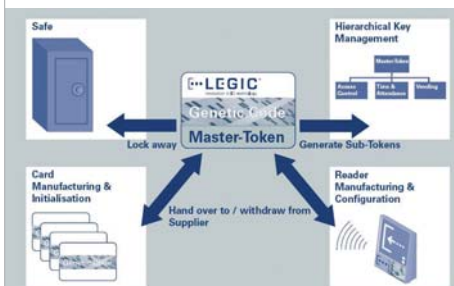 Safe
Hierarchical Key
Management
Master-Token
Access
Control
Time &
Attendance
Vending
LEGIC
Genetic Code
Master-Token
Lock away
Generate Sub-Tokens
Card
Manufacturing &
Initialisation
Hand over to / withdraw from
Supplier
Reader
Manufacturing &
Configuration